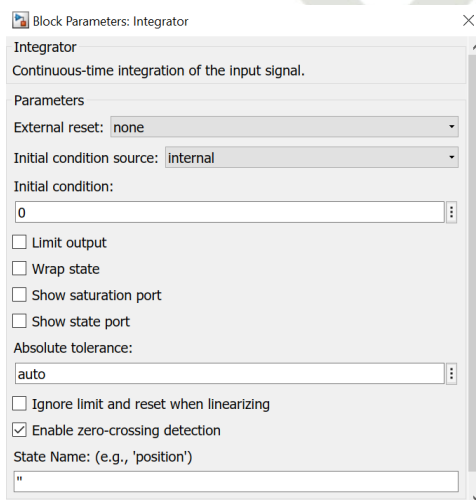 Block Parameters: Integrator
Integrator
Continuous-time integration of the input signal.
Parameters
External reset: none
Initial condition source: internal
Initial condition:
0
Limit output
Wrap state
Show saturation port
Show state port
Absolute tolerance:
auto
Ignore limit and reset when linearizing
Enable zero-crossing detection
State Name: (e.g., 'position')
''